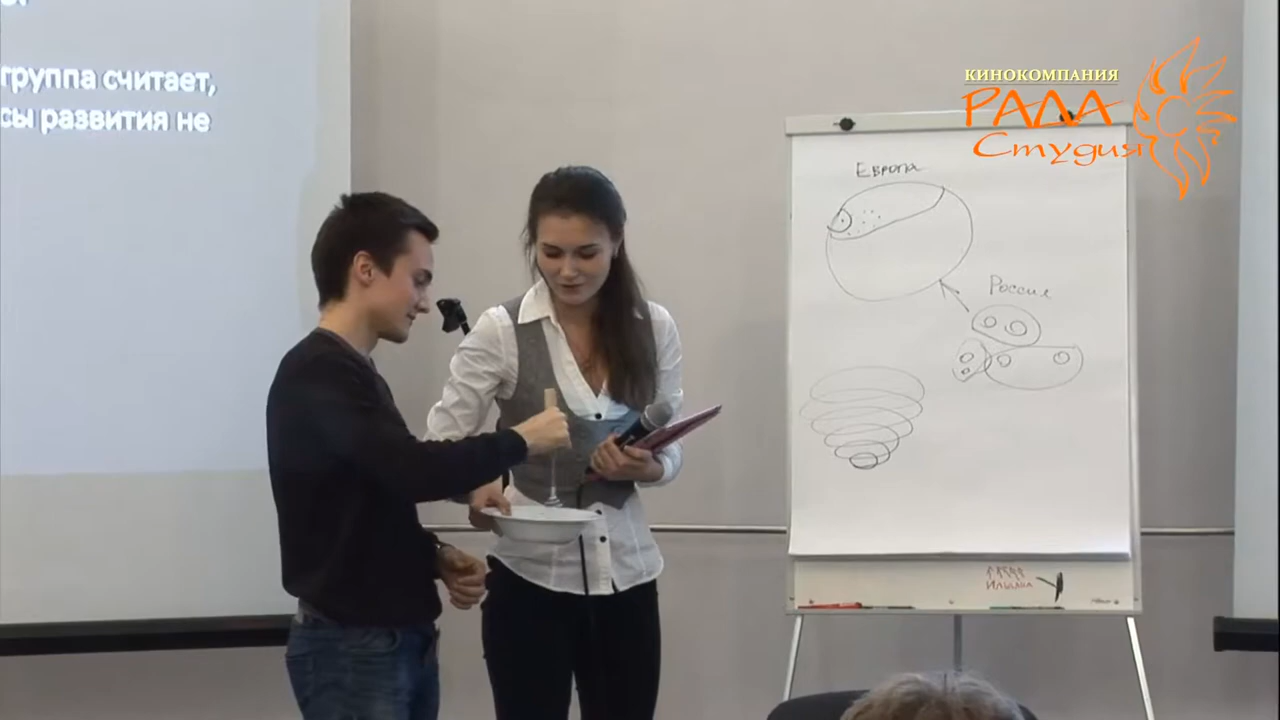 группа считает,
сы развития не
КИНОКОМПАНИЯ
РАДА
Студия
Европа
Россия